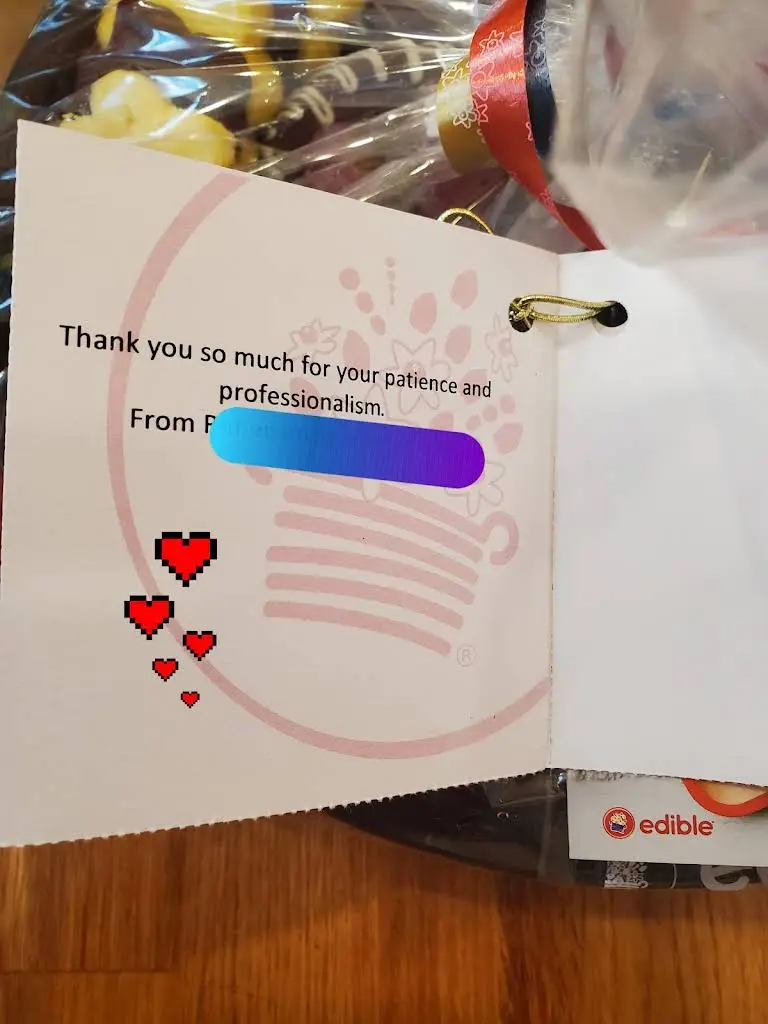 Thank you so much for your patience and
professionalism.
From
®
edible